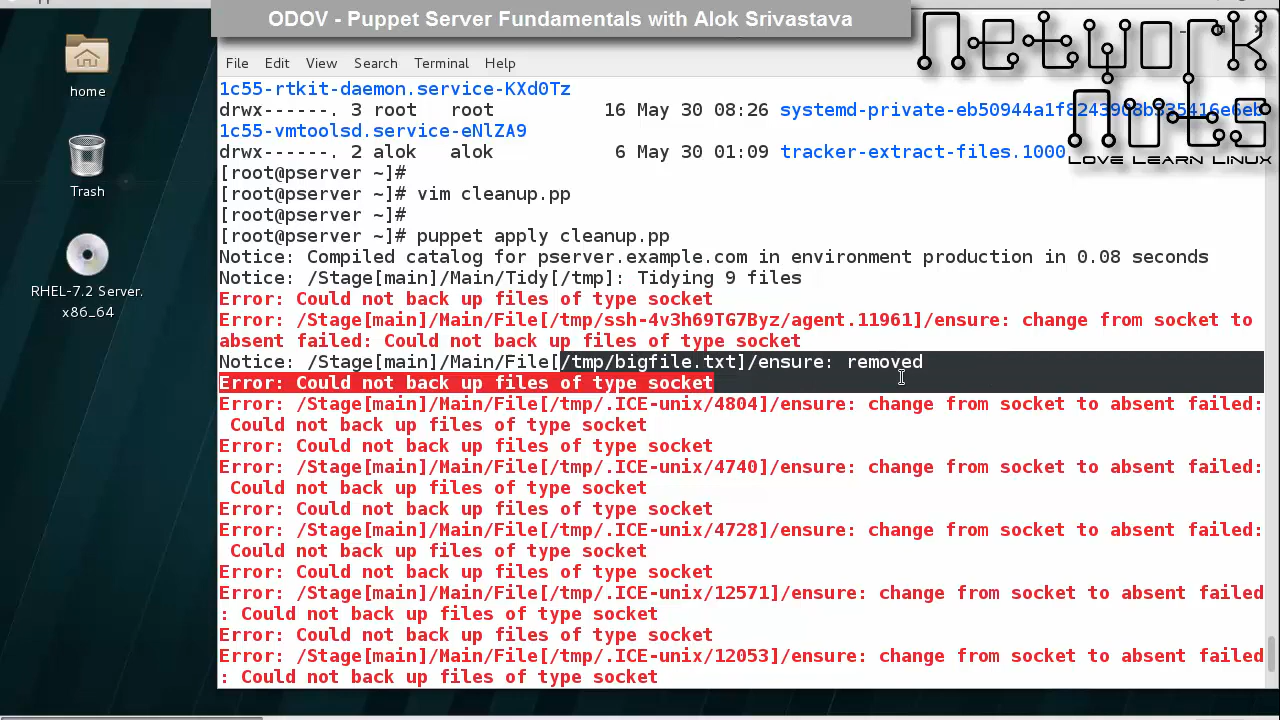 ODOV - Puppet Server Fundamentals with Alok Srivastava
Network
Nuts
LOVE LEARN LINUX
home
Trash
RHEL-7.2 Server.
x86_64
File Edit View Search Terminal Help
1c55-rtkit-daemon.service-KXd0Tz
drwx------. 3 root root 16 May 30 08:26 systemd-private-eb50944a1f8243908b535416e6eb
1c55-vmtoolsd.service-eNlZA9
drwx------. 2 alok alok 6 May 30 01:09 tracker-extract-files.1000
[root@pserver ~]#
[root@pserver ~]# vim cleanup.pp
[root@pserver ~]#
[root@pserver ~]# puppet apply cleanup.pp
Notice: Compiled catalog for pserver.example.com in environment production in 0.08 seconds
Notice: /Stage[main]/Main/Tidy[/tmp]: Tidying 9 files
Error: Could not back up files of type socket
Error: /Stage[main]/Main/File[/tmp/ssh-4v3h69TG7Byz/agent.11961]/ensure: change from socket to
absent failed: Could not back up files of type socket
Notice: /Stage[main]/Main/File[/tmp/bigfile.txt]/ensure: removed
Error: Could not back up files of type socket
Error: /Stage[main]/Main/File[/tmp/.ICE-unix/4804]/ensure: change from socket to absent failed:
Could not back up files of type socket
Error: Could not back up files of type socket
Error: /Stage[main]/Main/File[/tmp/.ICE-unix/4740]/ensure: change from socket to absent failed:
Could not back up files of type socket
Error: Could not back up files of type socket
Error: /Stage[main]/Main/File[/tmp/.ICE-unix/4728]/ensure: change from socket to absent failed:
Could not back up files of type socket
Error: Could not back up files of type socket
Error: /Stage[main]/Main/File[/tmp/.ICE-unix/12571]/ensure: change from socket to absent failed
: Could not back up files of type socket
Error: Could not back up files of type socket
Error: /Stage[main]/Main/File[/tmp/.ICE-unix/12053]/ensure: change from socket to absent failed
: Could not back up files of type socket